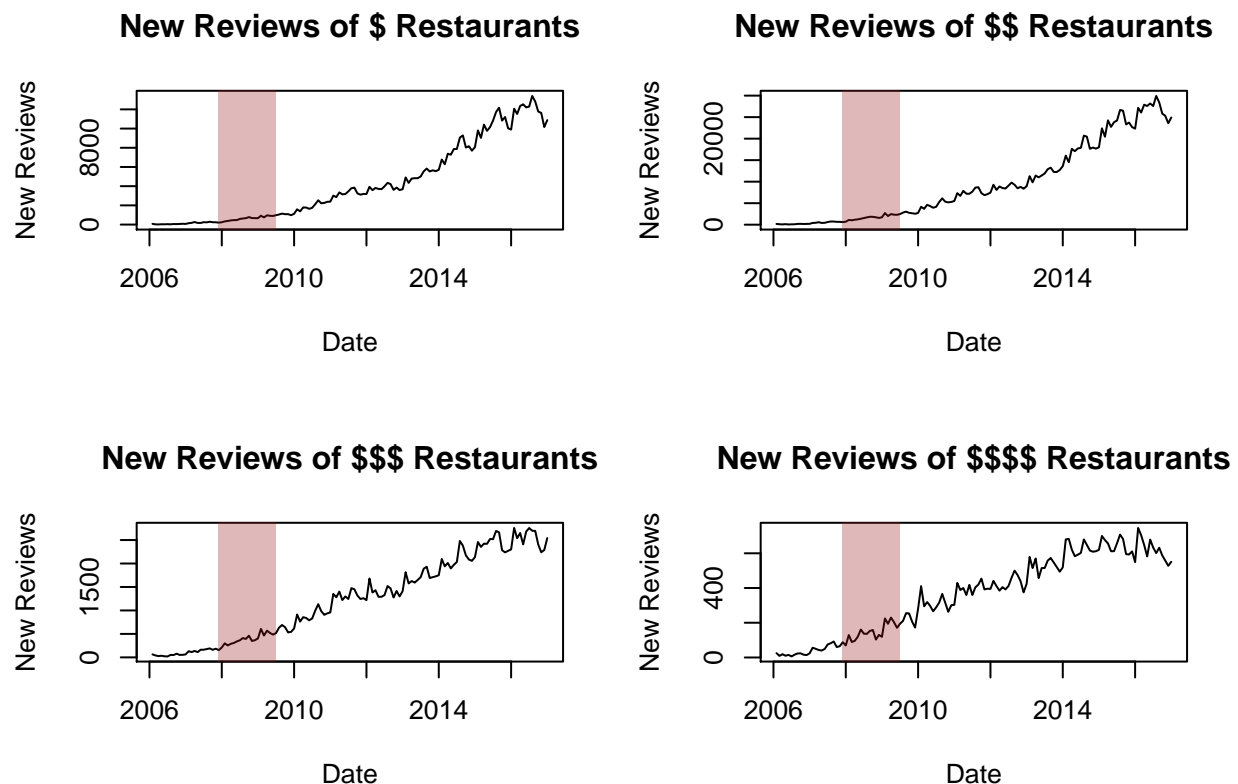 New Reviews of $ Restaurants
New Reviews
8000
0
2006 2010 2014
Date
New Reviews of $$ Restaurants
New Reviews
20000
0
2006 2010 2014
Date
New Reviews of $$$ Restaurants
New Reviews
1500
0
2006 2010 2014
Date
New Reviews of $$$$ Restaurants
New Reviews
400
0
2006 2010 2014
Date